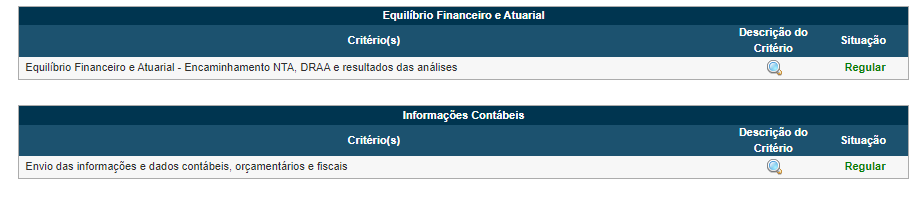 Equilíbrio Financeiro e Atuarial
Critério(s) Descrição do Critério Situação
Equilíbrio Financeiro e Atuarial - Encaminhamento NTA, DRAA e resultados das análises Regular
Informações Contábeis
Critério(s) Descrição do Critério Situação
Envio das informações e dados contábeis, orçamentários e fiscais Regular